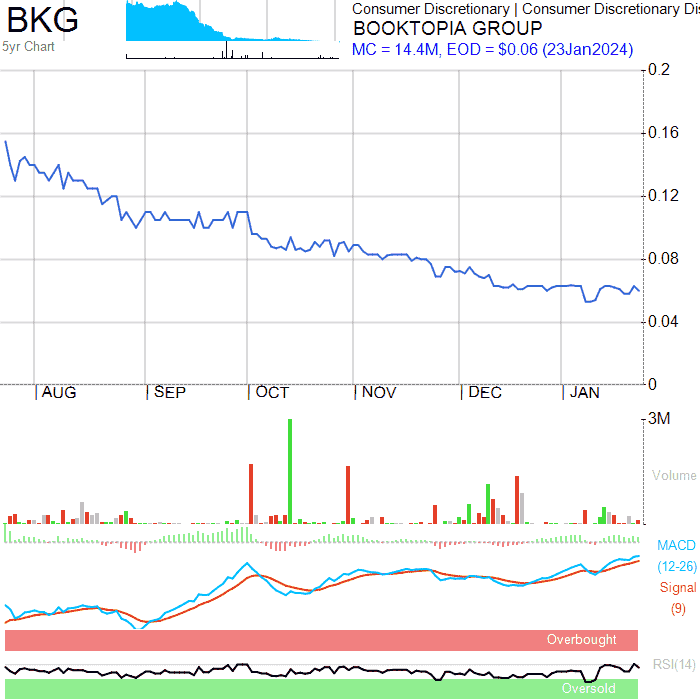 BKG
5yr Chart
Consumer Discretionary | Consumer Discretionary Dis
BOOKTOPIA GROUP
MC = 14.4M, EOD = $0.06 (23Jan2024)
0.2
0.16
0.12
0.08
0.04
0
AUG SEP OCT NOV DEC JAN
3M
Volume
MACD
(12-26)
Signal
(9)
Overbought
RSI(14)
Oversold